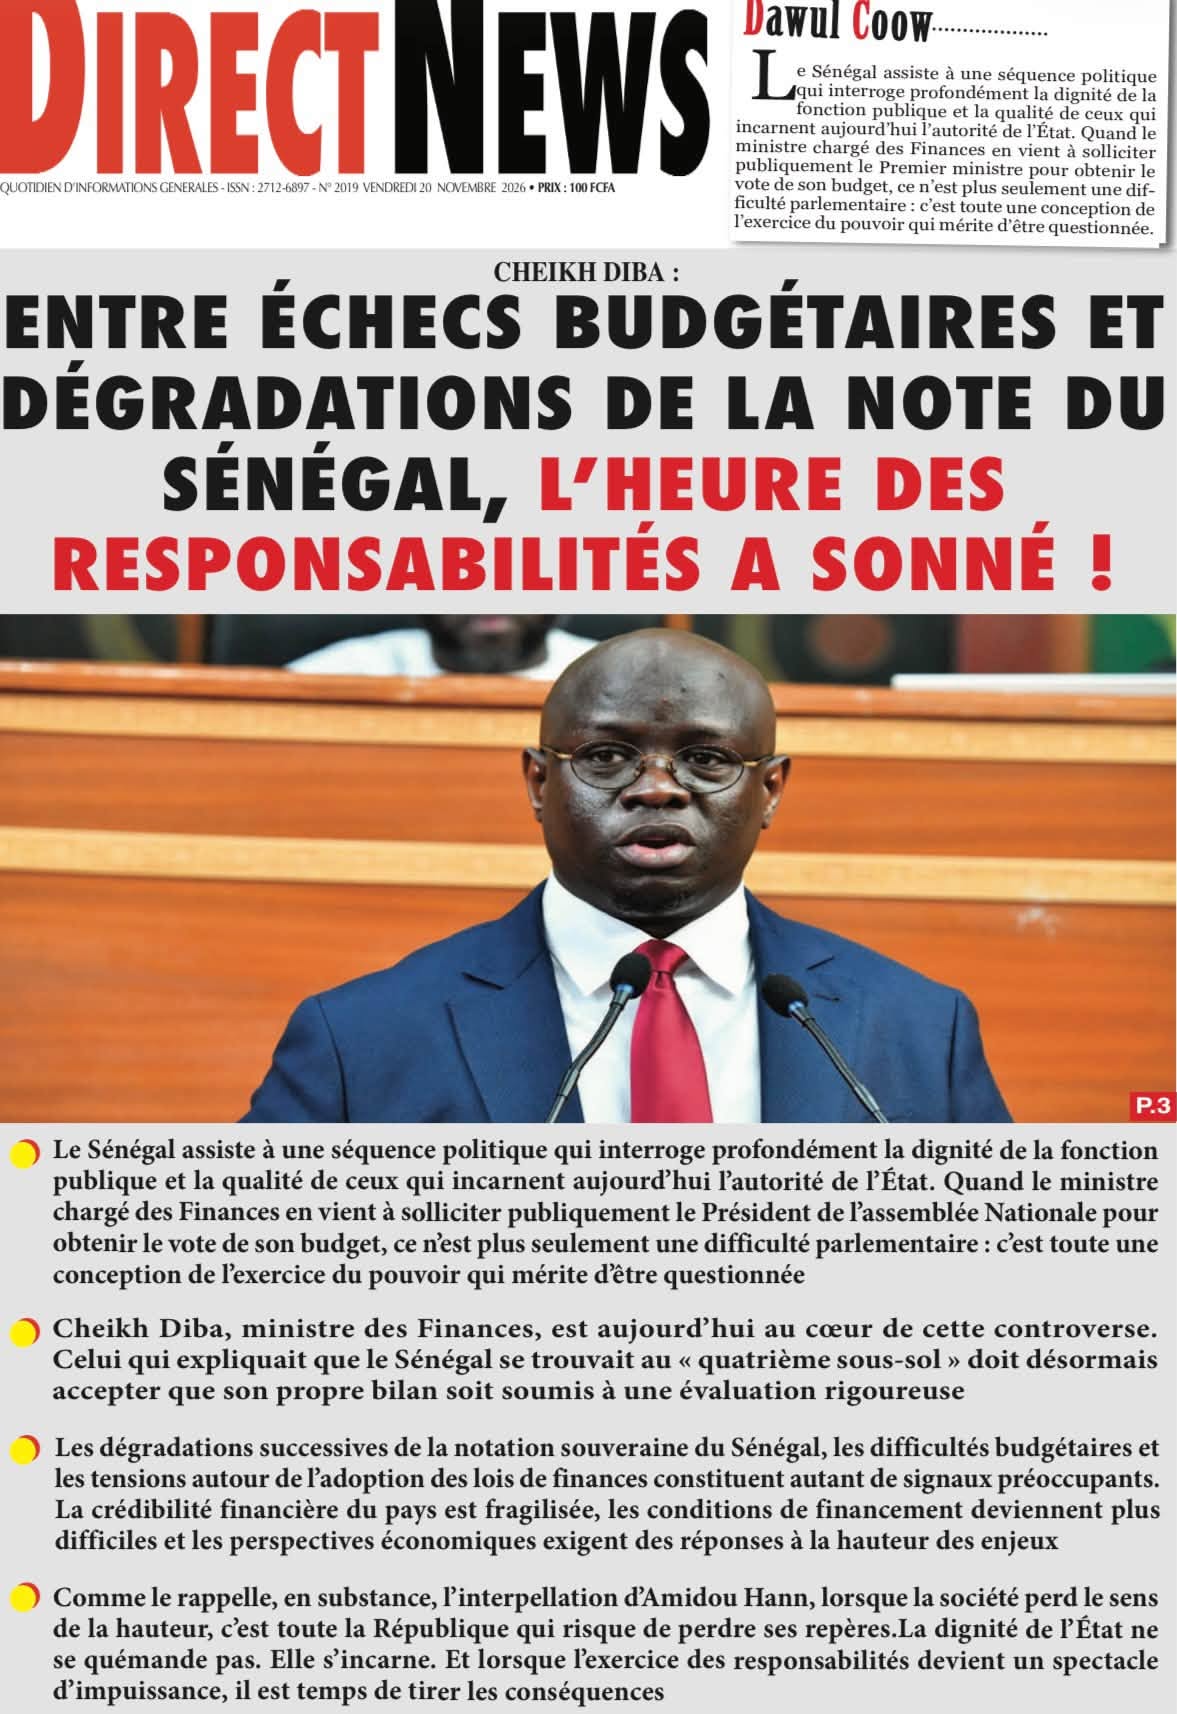 DIRECT NEWS
QUOTIDIEN D'INFORMATIONS GENERALES - ISSN : 2712-6897 - N° 2019 VENDREDI 20 NOVEMBRE 2026 • PRIX : 100 FCFA
Dawul Coow...................
Le Sénégal assiste à une séquence politique
qui interroge profondément la dignité de la
fonction publique et la qualité de ceux qui
incarnent aujourd'hui l'autorité de l'État. Quand le
ministre chargé des Finances en vient à solliciter
publiquement le Premier ministre pour obtenir le
vote de son budget, ce n'est plus seulement une dif-
ficulté parlementaire : c'est toute une conception de
l'exercice du pouvoir qui mérite d'être questionnée.
CHEIKH DIBA :
ENTRE ÉCHECS BUDGÉTAIRES ET
DÉGRADATIONS DE LA NOTE DU
SÉNÉGAL, L'HEURE DES
RESPONSABILITÉS A SONNÉ !
P.3
Le Sénégal assiste à une séquence politique qui interroge profondément la dignité de la fonction
publique et la qualité de ceux qui incarnent aujourd'hui l'autorité de l'État. Quand le ministre
chargé des Finances en vient à solliciter publiquement le Président de l'assemblée Nationale pour
obtenir le vote de son budget, ce n'est plus seulement une difficulté parlementaire : c'est toute une
conception de l'exercice du pouvoir qui mérite d'être questionnée
Cheikh Diba, ministre des Finances, est aujourd'hui au cœur de cette controverse.
Celui qui expliquait que le Sénégal se trouvait au « quatrième sous-sol » doit désormais
accepter que son propre bilan soit soumis à une évaluation rigoureuse
Les dégradations successives de la notation souveraine du Sénégal, les difficultés budgétaires et
les tensions autour de l'adoption des lois de finances constituent autant de signaux préoccupants.
La crédibilité financière du pays est fragilisée, les conditions de financement deviennent plus
difficiles et les perspectives économiques exigent des réponses à la hauteur des enjeux
Comme le rappelle, en substance, l'interpellation d'Amidou Hann, lorsque la société perd le sens
de la hauteur, c'est toute la République qui risque de perdre ses repères.La dignité de l'État ne
se quémande pas. Elle s'incarne. Et lorsque l'exercice des responsabilités devient un spectacle
d'impuissance, il est temps de tirer les conséquences